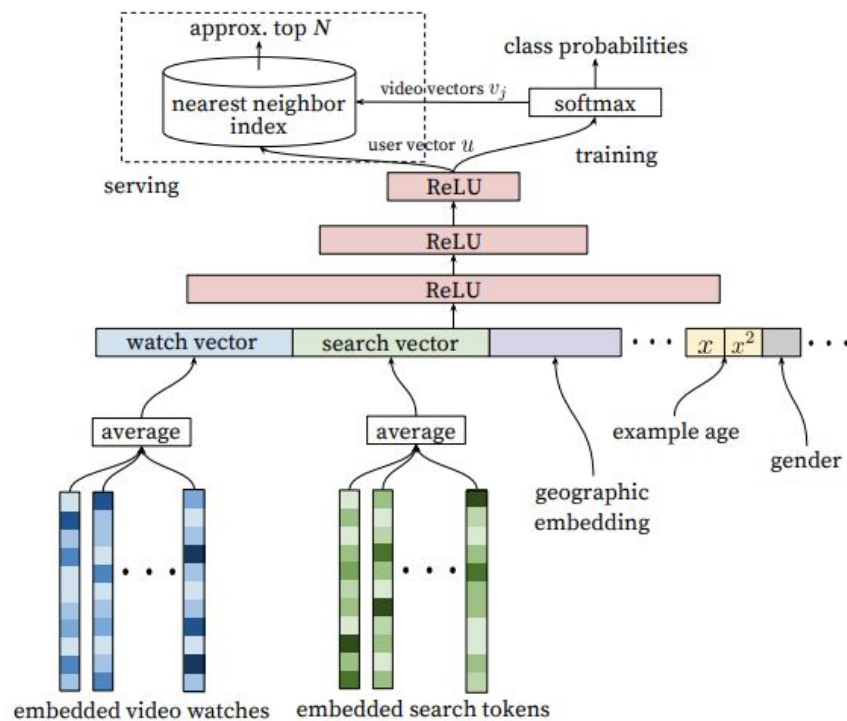 approx. top N
class probabilities
nearest neighbor
index
video vectors v_j
softmax
user vector u
training
serving
ReLU
ReLU
ReLU
watch vector
search vector
• • •
x
x²
• • •
average
average
example age
gender
geographic
embedding
• • •
• • •
embedded video watches
embedded search tokens